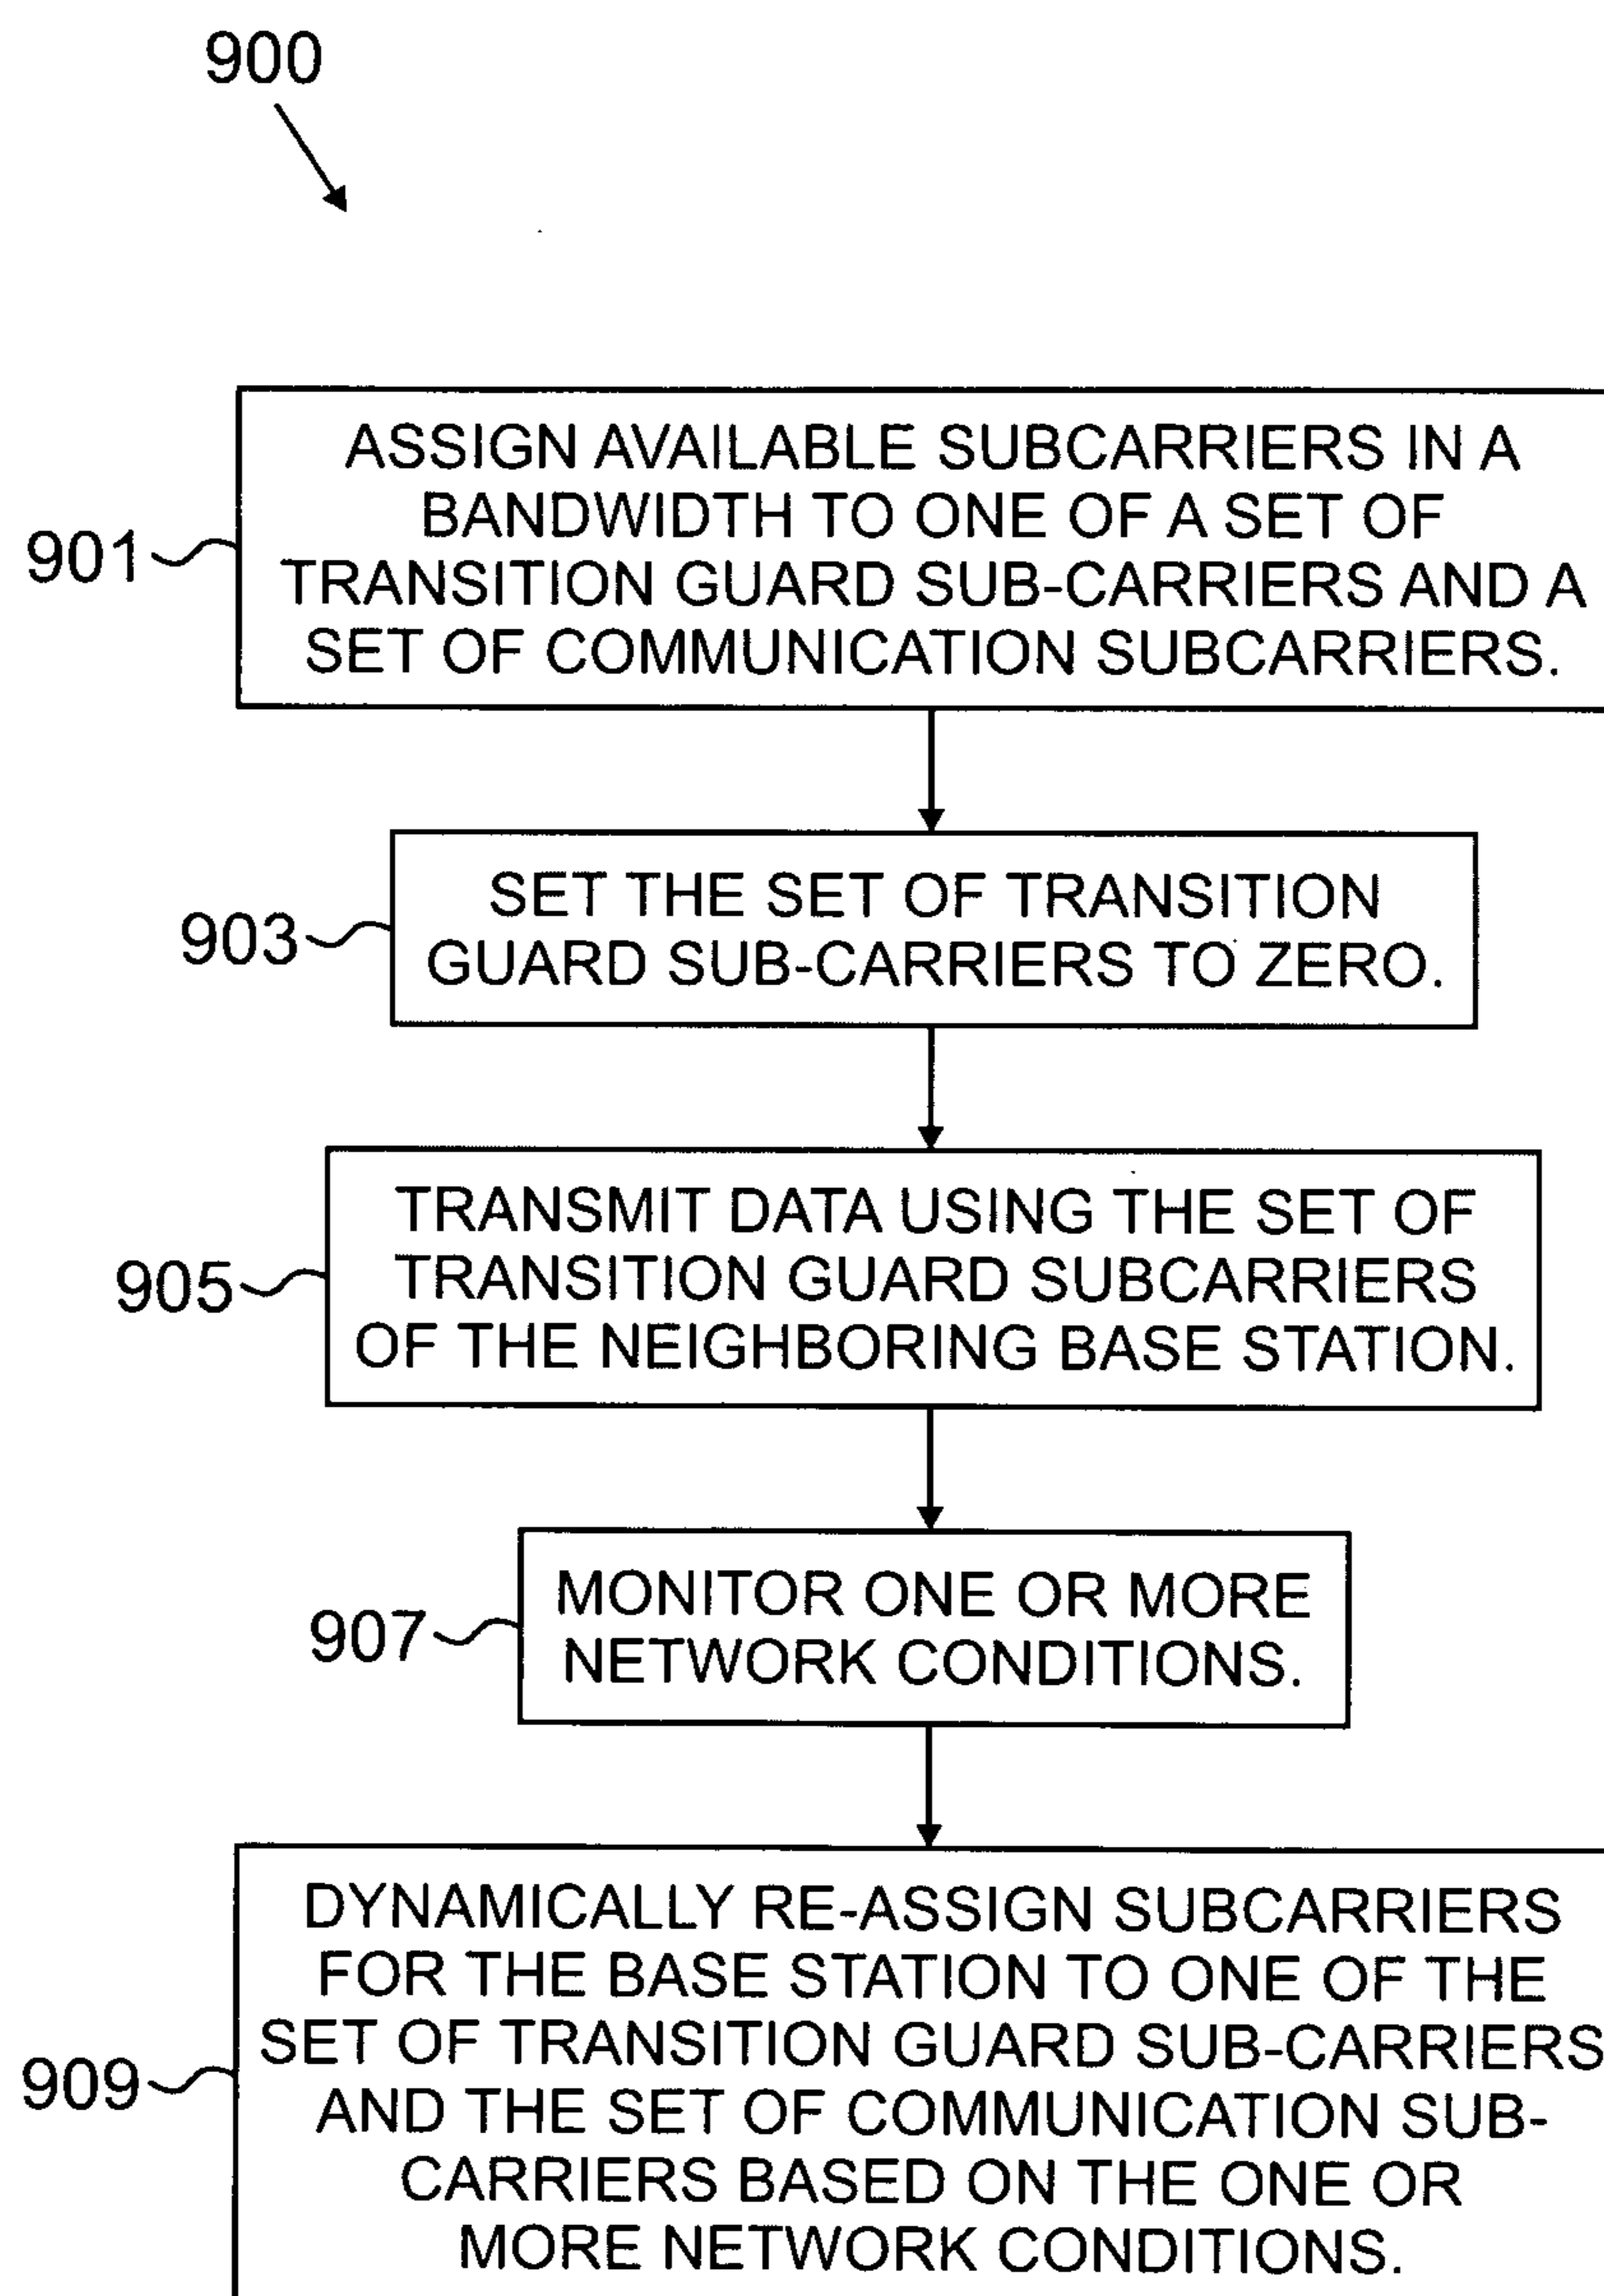 900
901
ASSIGN AVAILABLE SUBCARRIERS IN A
BANDWIDTH TO ONE OF A SET OF
TRANSITION GUARD SUB-CARRIERS AND A
SET OF COMMUNICATION SUBCARRIERS.
903
SET THE SET OF TRANSITION
GUARD SUB-CARRIERS TO ZERO.
905
TRANSMIT DATA USING THE SET OF
TRANSITION GUARD SUBCARRIERS
OF THE NEIGHBORING BASE STATION.
907
MONITOR ONE OR MORE
NETWORK CONDITIONS.
909
DYNAMICALLY RE-ASSIGN SUBCARRIERS
FOR THE BASE STATION TO ONE OF THE
SET OF TRANSITION GUARD SUB-CARRIERS
AND THE SET OF COMMUNICATION SUB-
CARRIERS BASED ON THE ONE OR
MORE NETWORK CONDITIONS.